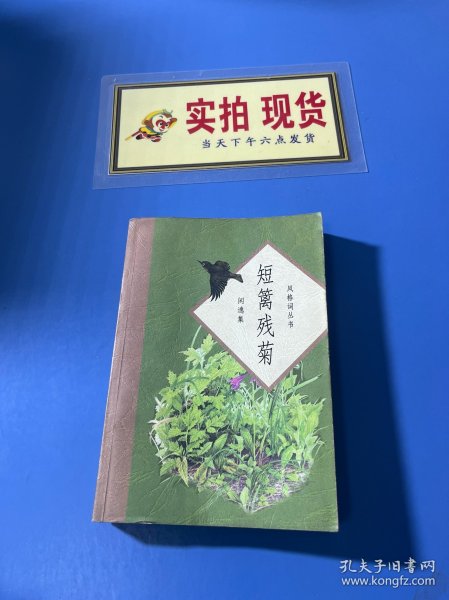 实拍 现货
当天下午六点发货
风格词丛书
短篱残菊
闲逸集
孔夫子旧书网
www.kongfz.com